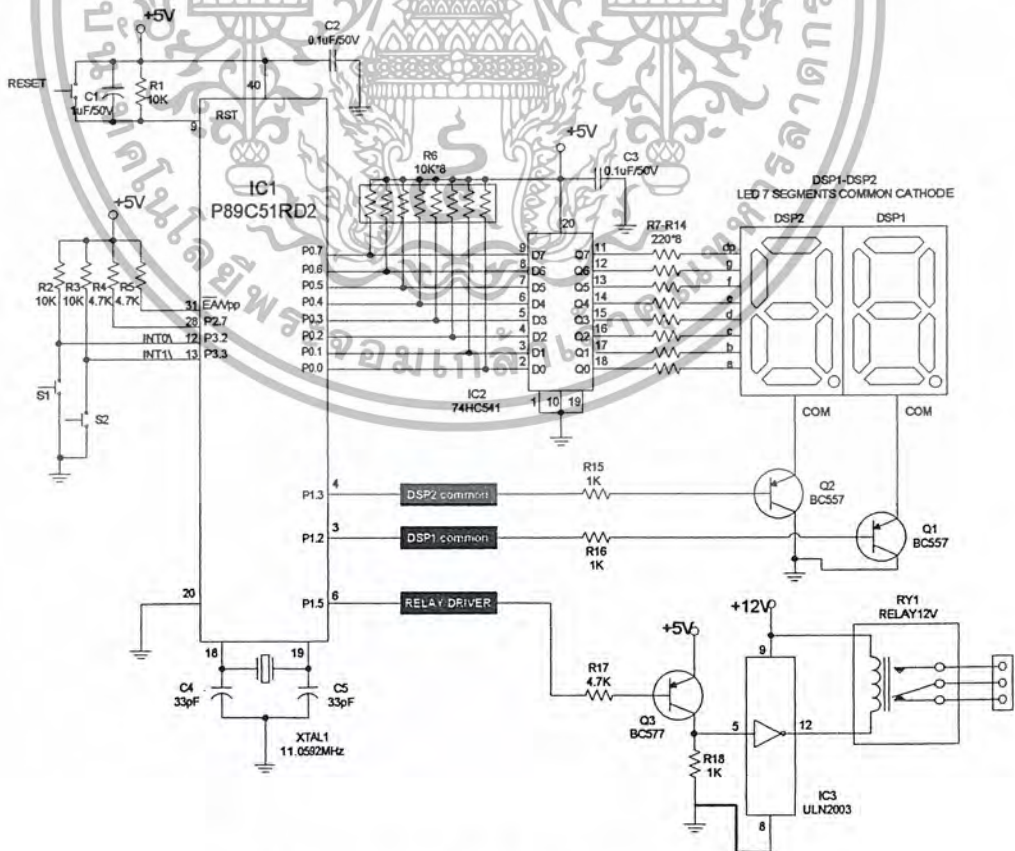 +5V
C2
0.1uF/50V
RESET
C1
1uF/50V
R1
10K
40
9
RST
IC1
P89C51RD2
+5V
R2
10K
R3
10K
R4
4.7K
R5
4.7K
31
EA/Vpp
28
P2.7
INT0\
12
P3.2
INT1\
13
P3.3
S1
S2
R6
10K*8
+5V
C3
0.1uF/50V
20
P0.7
9
D7
Q7
11
P0.6
8
D6
Q6
12
P0.5
7
D5
Q5
13
P0.4
6
D4
Q4
14
P0.3
5
D3
Q3
15
P0.2
4
D2
Q2
16
P0.1
3
D1
Q1
17
P0.0
2
D0
Q0
18
IC2
74HC541
1
10
19
R7-R14
220*8
dp
g
f
e
d
c
b
a
DSP1-DSP2
LED 7 SEGMENTS COMMON CATHODE
DSP2
DSP1
COM
COM
P1.3
4
DSP2 common
R15
1K
Q2
BC557
P1.2
3
DSP1 common
R16
1K
Q1
BC557
20
P1.5
6
RELAY DRIVER
R17
4.7K
+5V
Q3
BC577
R18
1K
+12V
9
5
12
8
IC3
ULN2003
RY1
RELAY12V
18
19
C4
33pF
C5
33pF
XTAL1
11.0592MHz